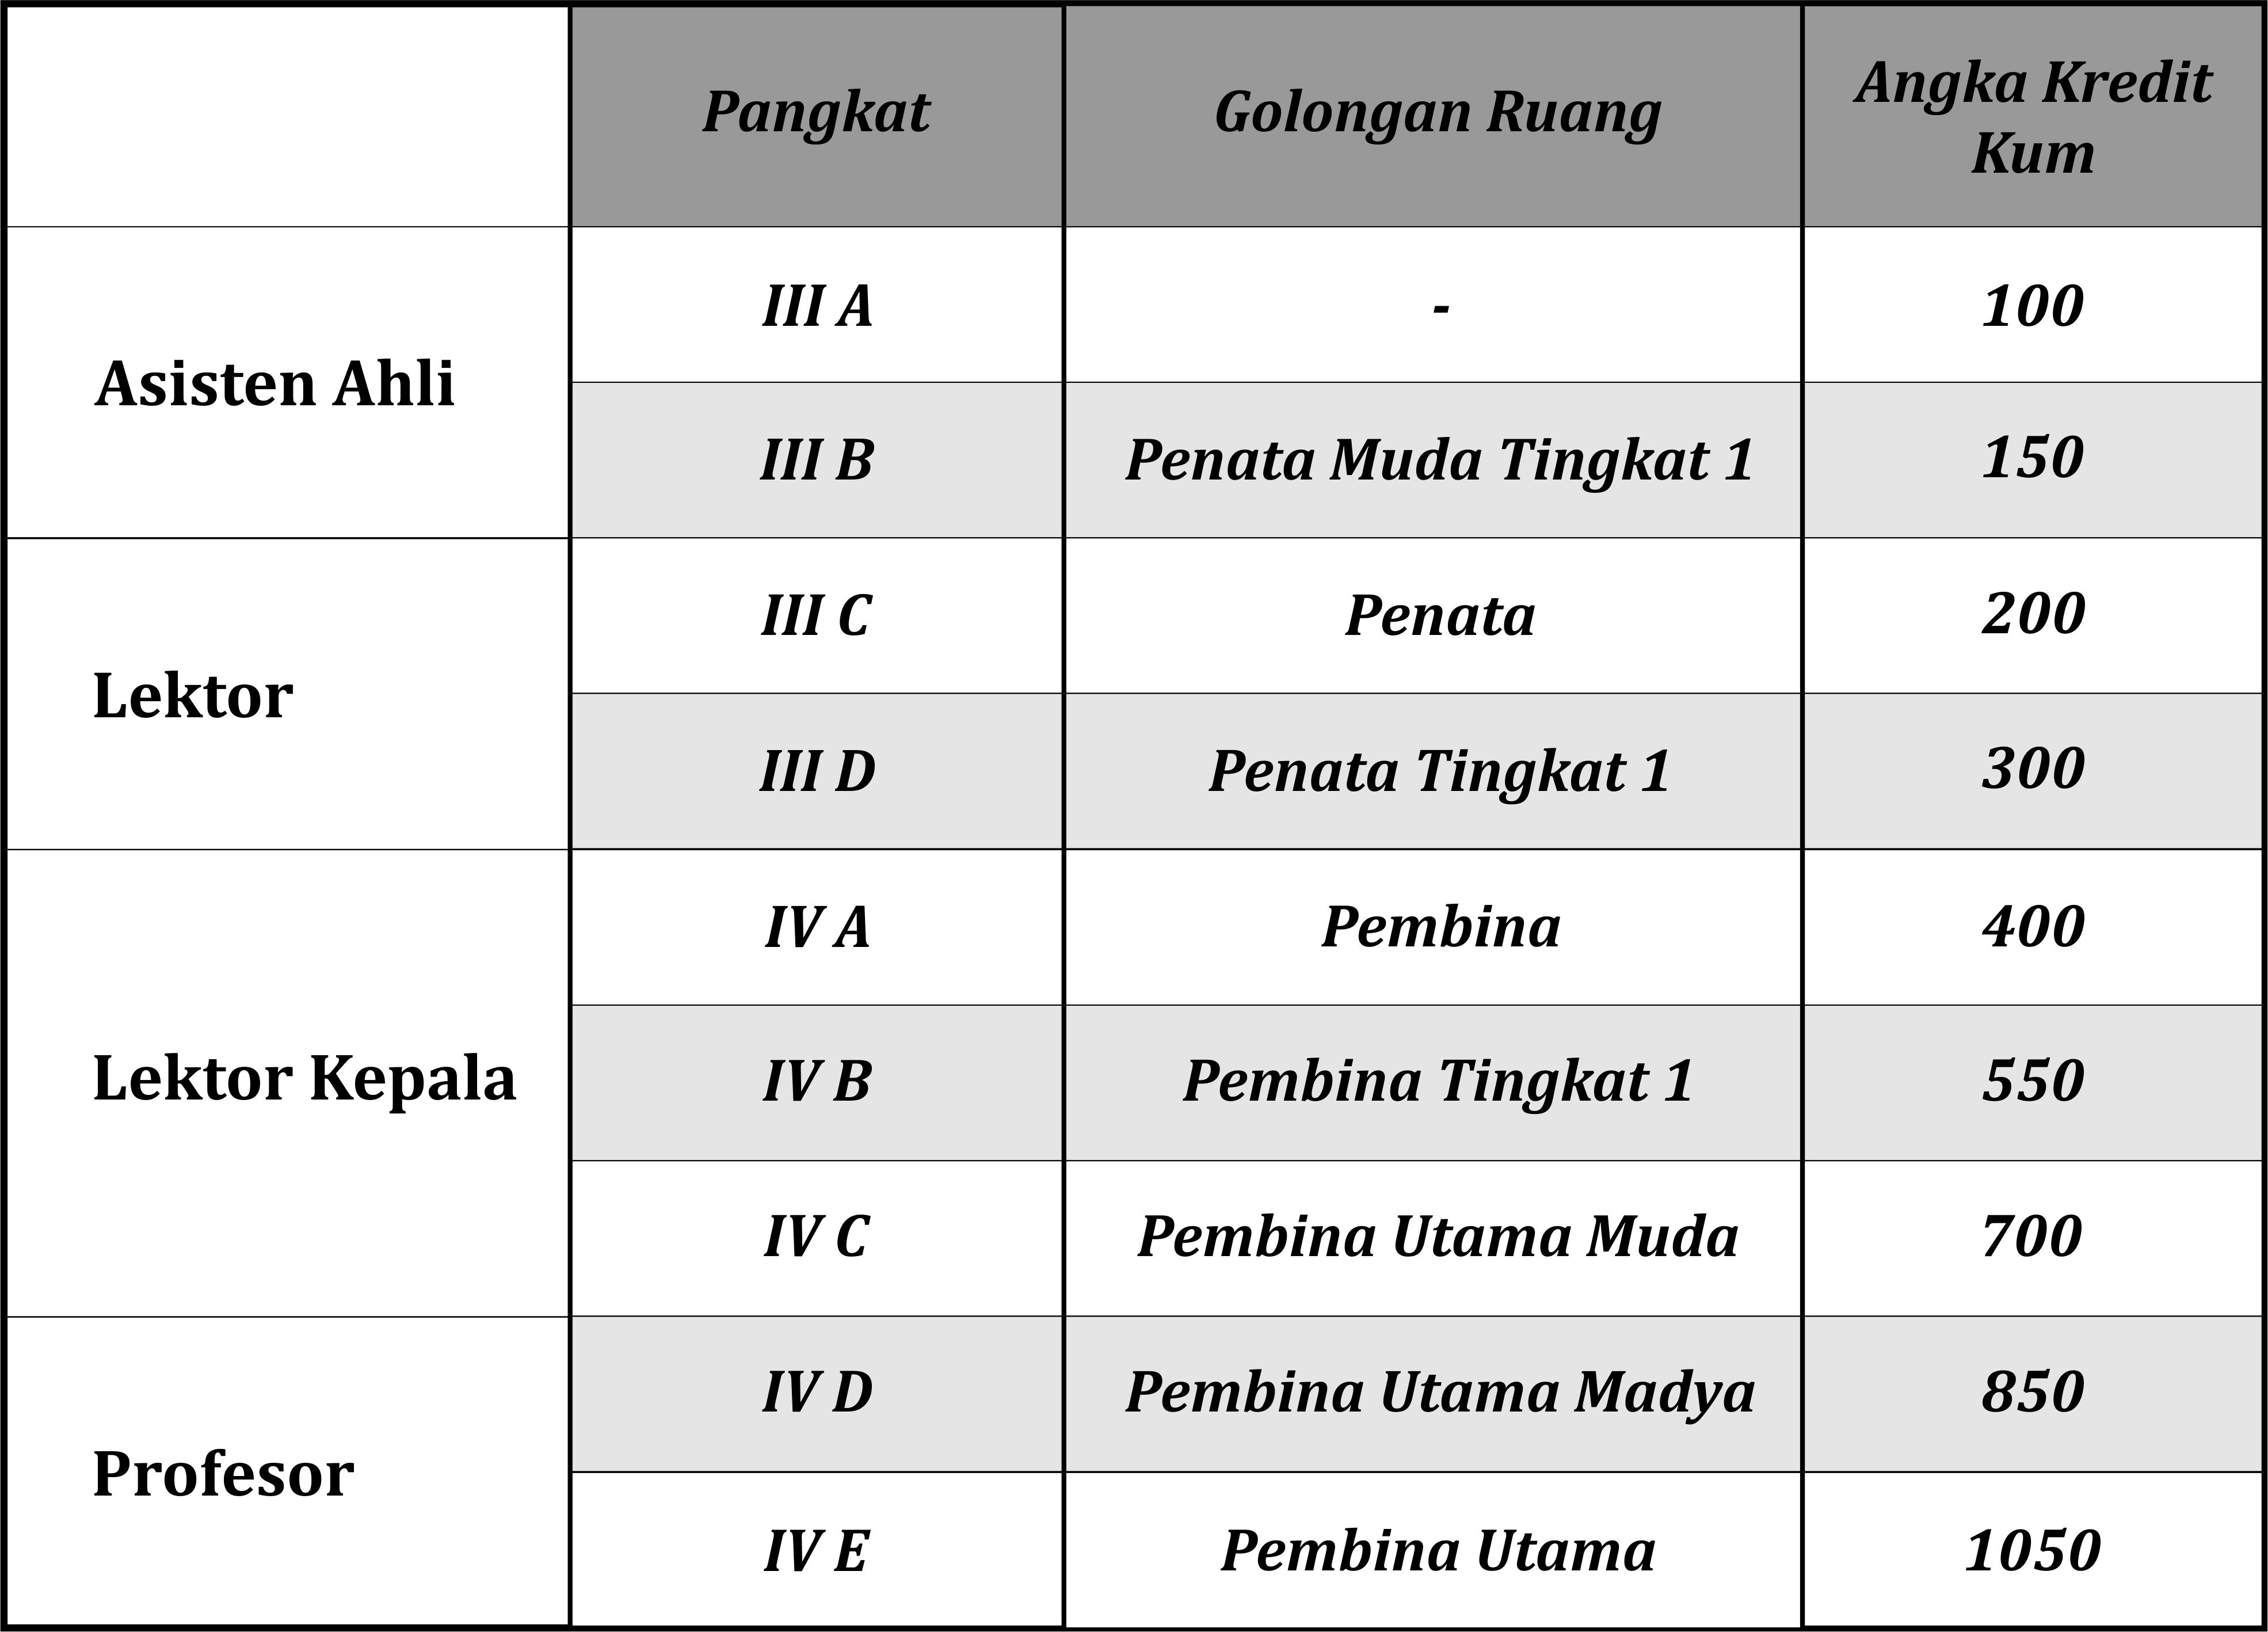 Pangkat Golongan Ruang Angka Kredit
Kum
Asisten Ahli
III A - 100
III B Penata Muda Tingkat 1 150
Lektor
III C Penata 200
III D Penata Tingkat 1 300
Lektor Kepala
IV A Pembina 400
IV B Pembina Tingkat 1 550
IV C Pembina Utama Muda 700
Profesor
IV D Pembina Utama Madya 850
IV E Pembina Utama 1050